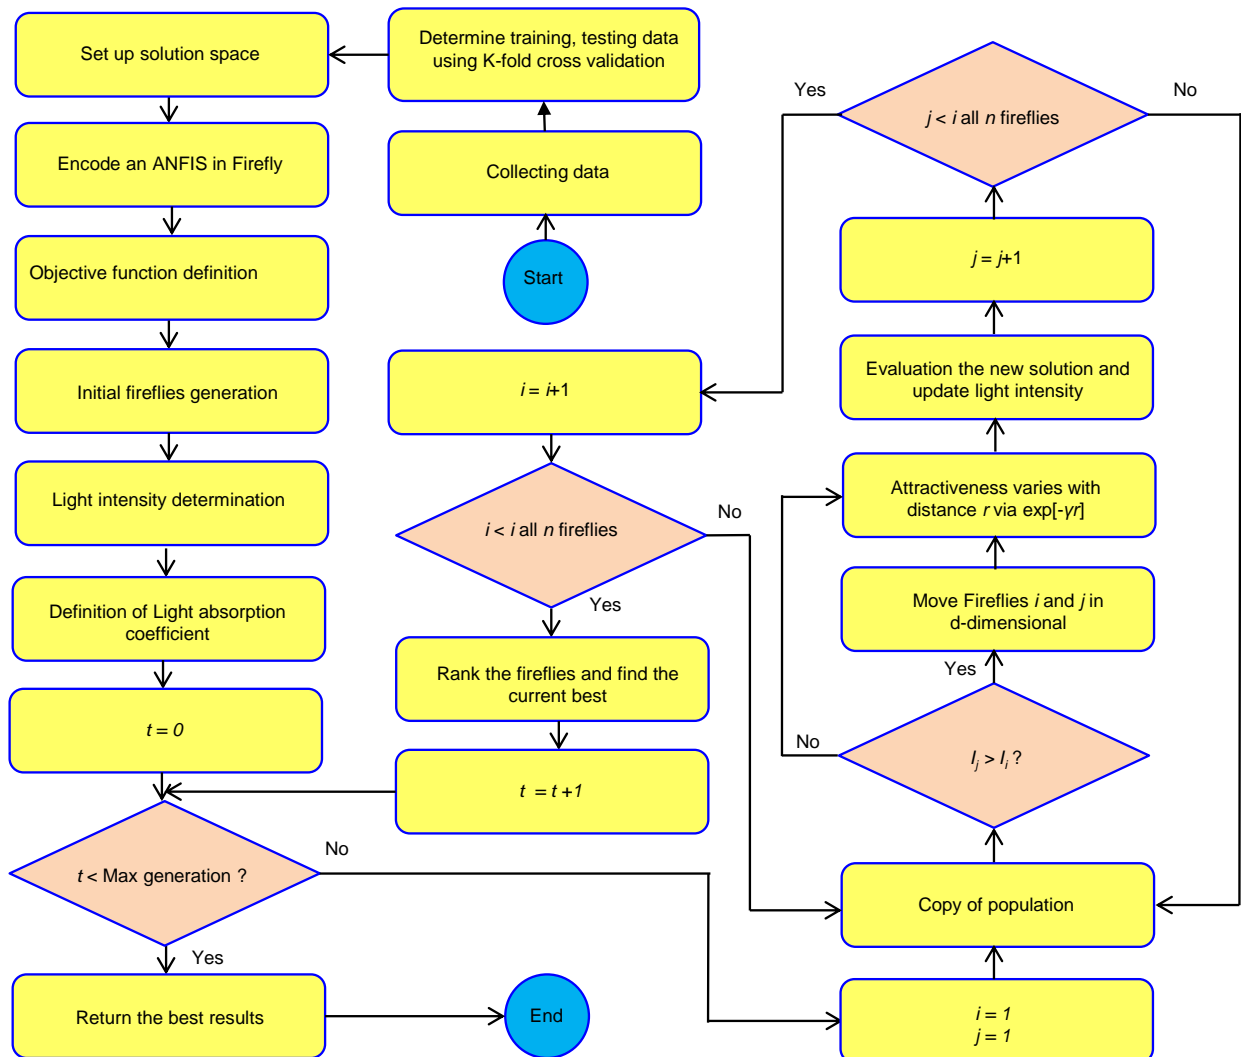 Set up solution space
Determine training, testing data
using K-fold cross validation
Yes
No
j < i all n fireflies
Encode an ANFIS in Firefly
Collecting data
Objective function definition
Start
j = j+1
Initial fireflies generation
i = i+1
Evaluation the new solution and
update light intensity
Light intensity determination
i < i all n fireflies
No
Yes
Attractiveness varies with
distance r via exp[-γr]
Definition of Light absorption
coefficient
Rank the fireflies and find the
current best
Move Fireflies i and j in
d-dimensional
Yes
t = 0
t = t +1
No
Ij > Ii ?
t < Max generation ?
No
Yes
Copy of population
Return the best results
End
i = 1
j = 1